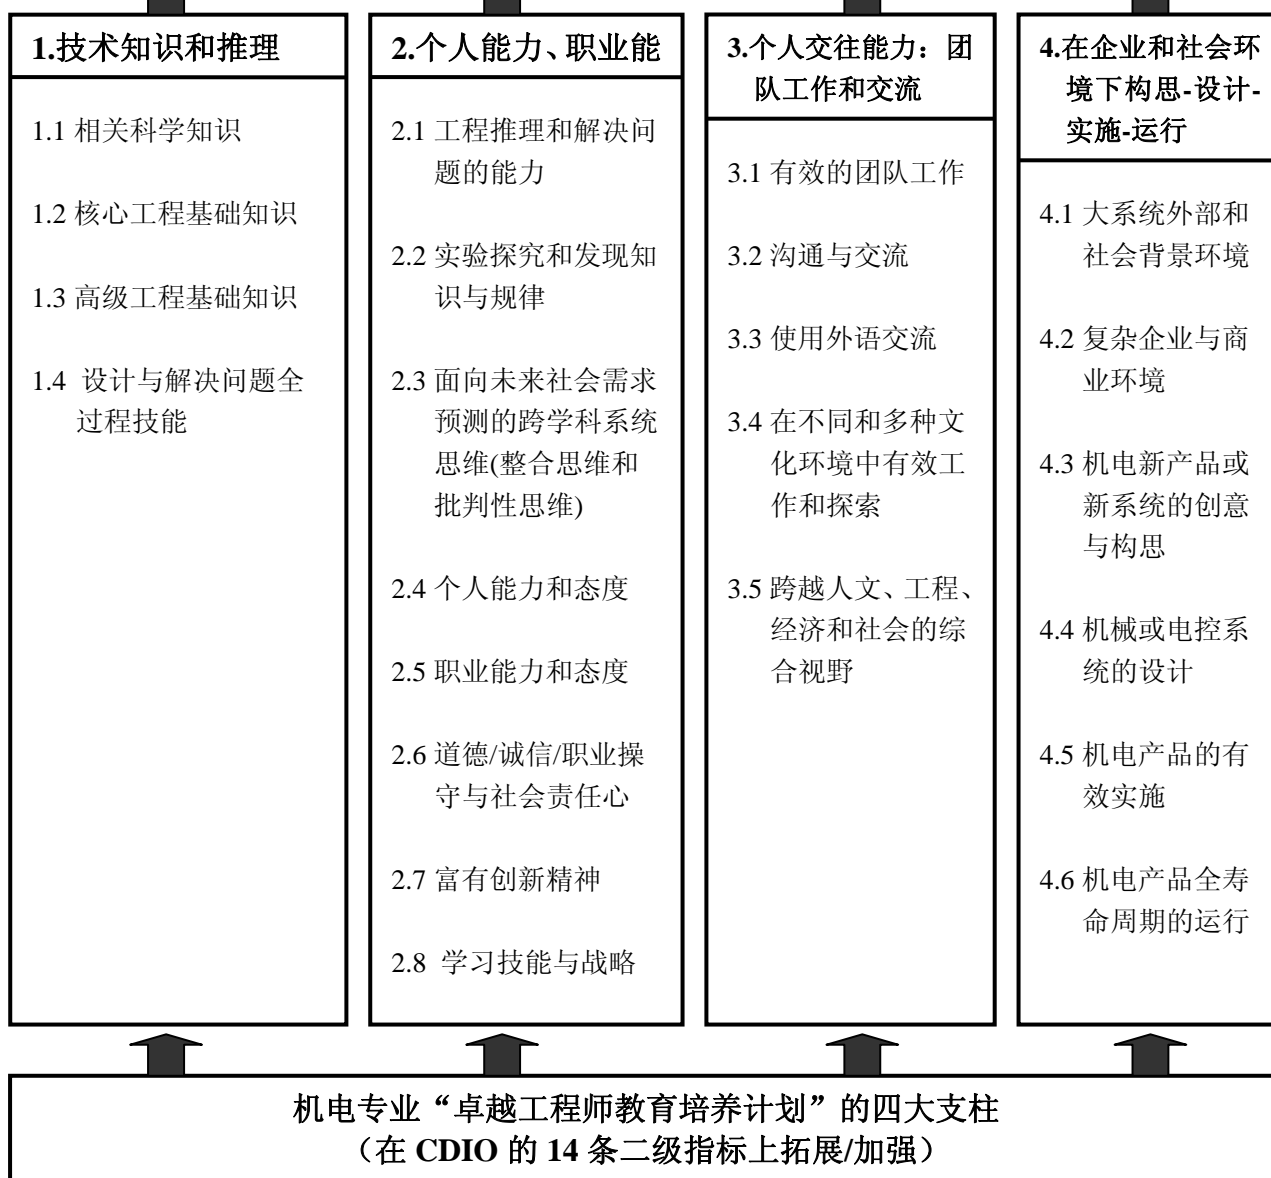 1.技术知识和推理
1.1 相关科学知识
1.2 核心工程基础知识
1.3 高级工程基础知识
1.4 设计与解决问题全
过程技能
2.个人能力、职业能
2.1 工程推理和解决问
题的能力
2.2 实验探究和发现知
识与规律
2.3 面向未来社会需求
预测的跨学科系统
思维(整合思维和
批判性思维)
2.4 个人能力和态度
2.5 职业能力和态度
2.6 道德/诚信/职业操
守与社会责任心
2.7 富有创新精神
2.8 学习技能与战略
3.个人交往能力：团
队工作和交流
3.1 有效的团队工作
3.2 沟通与交流
3.3 使用外语交流
3.4 在不同和多种文
化环境中有效工
作和探索
3.5 跨越人文、工程、
经济和社会的综
合视野
4.在企业和社会环
境下构思-设计-
实施-运行
4.1 大系统外部和
社会背景环境
4.2 复杂企业与商
业环境
4.3 机电新产品或
新系统的创意
与构思
4.4 机械或电控系
统的设计
4.5 机电产品的有
效实施
4.6 机电产品全寿
命周期的运行
机电专业“卓越工程师教育培养计划”的四大支柱
（在 CDIO 的 14 条二级指标上拓展/加强）